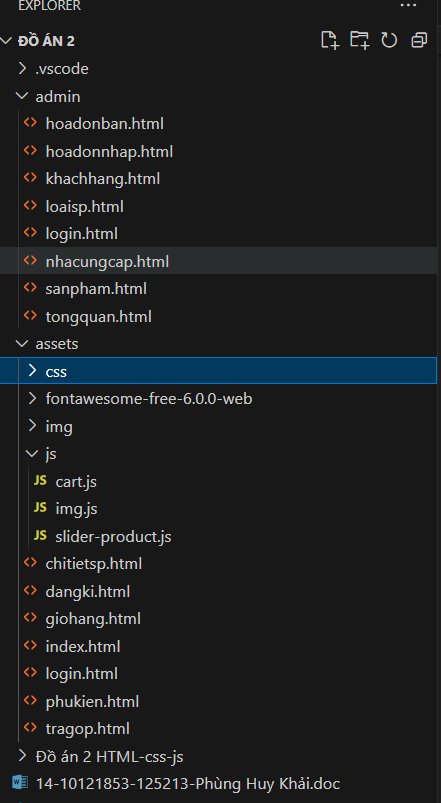 EXPLORER
ĐỒ ÁN 2
.vscode
admin
hoadonban.html
hoadonnhap.html
khachhang.html
loaisp.html
login.html
nhacungcap.html
sanpham.html
tongquan.html
assets
css
fontawesome-free-6.0.0-web
img
js
JS cart.js
JS img.js
JS slider-product.js
chitietsp.html
dangki.html
giohang.html
index.html
login.html
phukien.html
tragop.html
Đồ án 2 HTML-css-js
14-10121853-125213-Phùng Huy Khải.doc